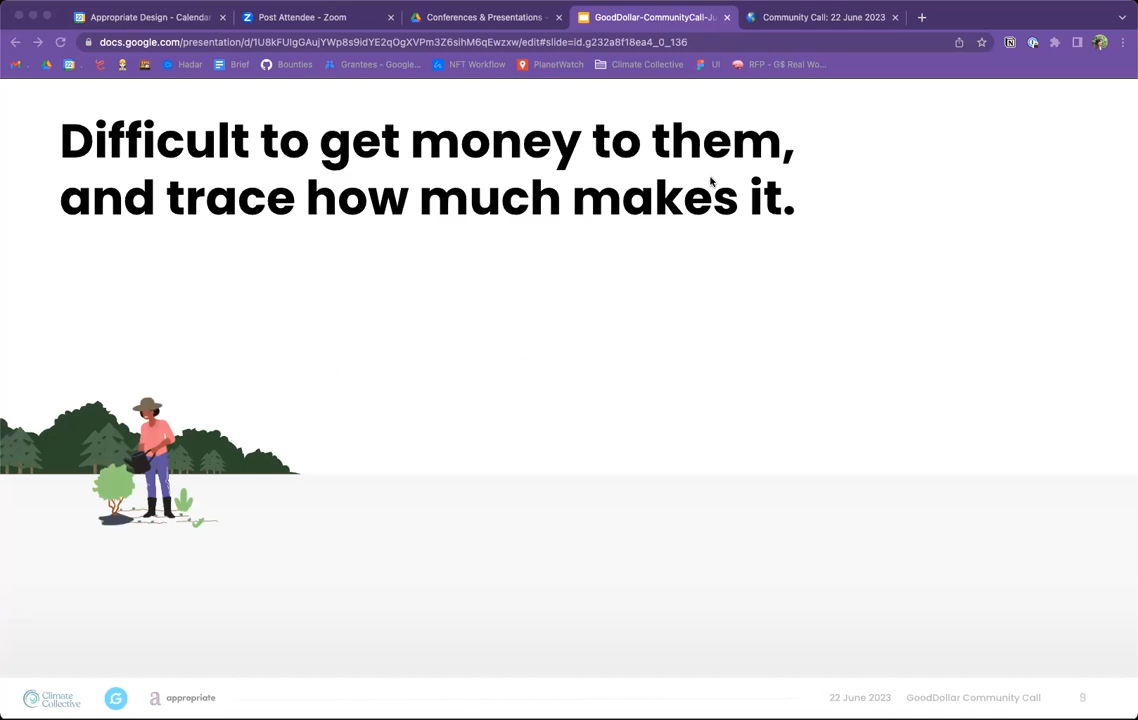 Appropriate Design - Calenda
Post Attendee - Zoom
Conferences & Presentations -
GoodDollar-CommunityCall-Ju
Community Call: 22 June 2023
docs.google.com/presentation/d/1U8kFUlgGAujYWp8s9idYE2qOgXVPm3Z6sihM6qEwzxw/edit#slide=id.g232a8f18ea4_0_136
Hadar
Brief
Bounties
Grantees - Google...
NFT Workflow
PlanetWatch
Climate Collective
UI
RFP - G$ Real Wo...
Difficult to get money to them,
and trace how much makes it.
Climate
Collective
appropriate
22 June 2023
GoodDollar Community Call
9